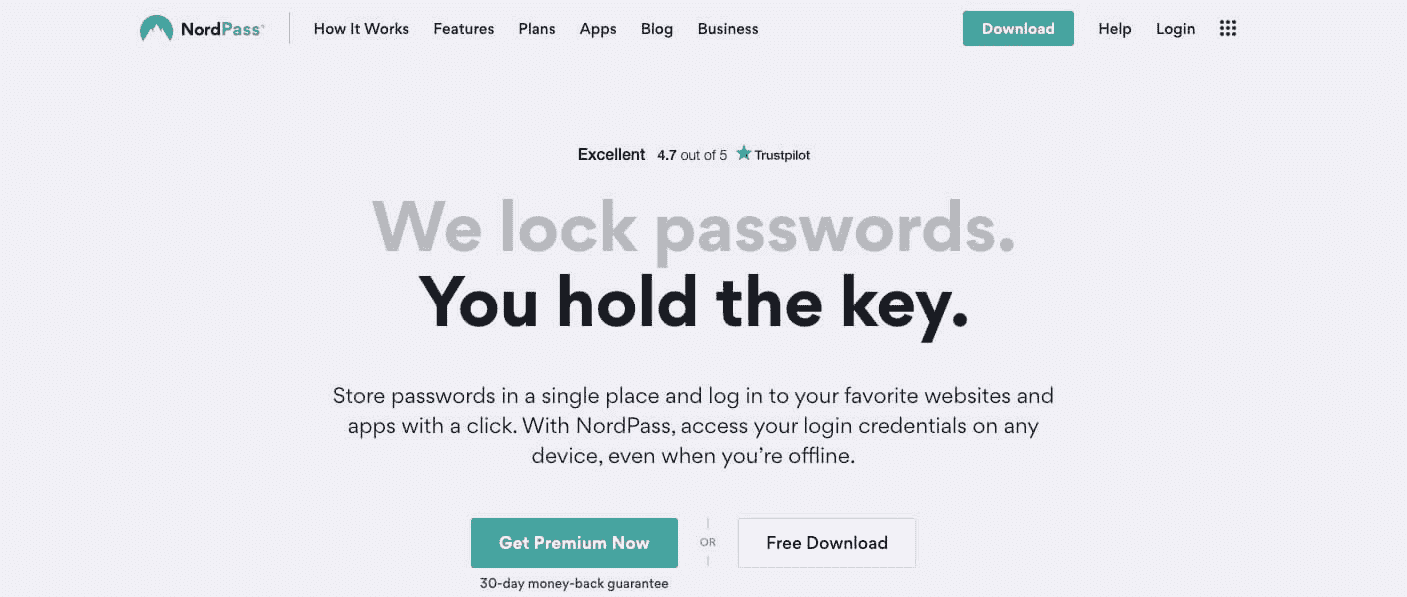 NordPass
How It Works
Features
Plans
Apps
Blog
Business
Download
Help
Login
Excellent 4.7 out of 5 Trustpilot
We lock passwords.
You hold the key.
Store passwords in a single place and log in to your favorite websites and
apps with a click. With NordPass, access your login credentials on any
device, even when you're offline.
Get Premium Now
OR
Free Download
30-day money-back guarantee